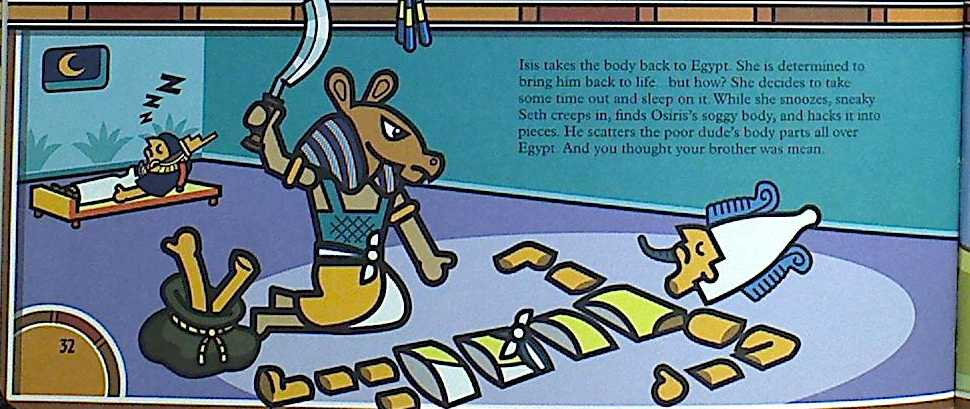 Isis takes the body back to Egypt. She is determined to
bring him back to life... but how? She decides to take
some time out and sleep on it. While she snoozes, sneaky
Seth creeps in, finds Osiris's soggy body, and hacks it into
pieces. He scatters the poor dude's body parts all over
Egypt. And you thought your brother was mean.
Z
Z
Z
Z
32